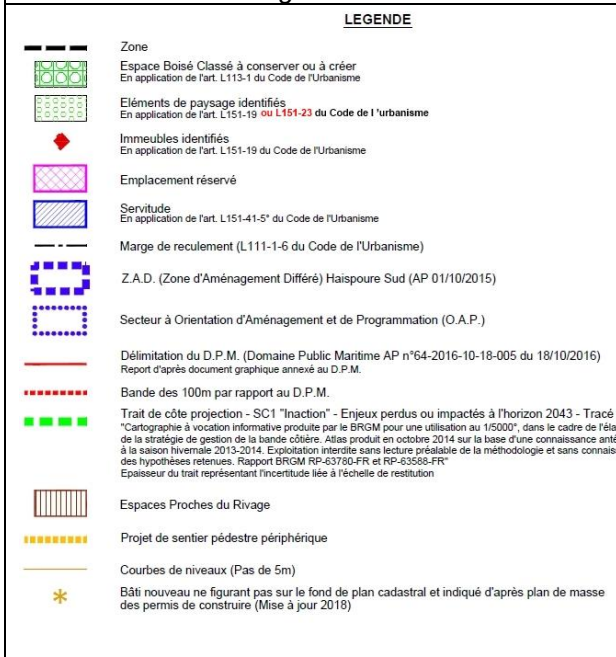 LEGENDE
Zone
Espace Boisé Classé à conserver ou à créer
En application de l'art. L113-1 du Code de l'Urbanisme
Eléments de paysage identifiés
En application de l'art. L151-19 ou L151-23 du Code de l 'urbanisme
Immeubles identifiés
En application de l'art. L151-19 du Code de l'Urbanisme
Emplacement réservé
Servitude
En application de l'art. L151-41-5° du Code de l'Urbanisme
Marge de reculement (L111-1-6 du Code de l'Urbanisme)
Z.A.D. (Zone d'Aménagement Différé) Haispoure Sud (AP 01/10/2015)
Secteur à Orientation d'Aménagement et de Programmation (O.A.P.)
Délimitation du D.P.M. (Domaine Public Maritime AP n°64-2016-10-18-005 du 18/10/2016)
Report d'après document graphique annexé au D.P.M.
Bande des 100m par rapport au D.P.M.
Trait de côte projection - SC1 "Inaction" - Enjeux perdus ou impactés à l'horizon 2043 - Tracé
"Cartographie à vocation informative produite par le BRGM pour une utilisation au 1/5000°, dans le cadre de l'éla
de la stratégie de gestion de la bande côtière. Atlas produit en octobre 2014 sur la base d'une connaissance anté
à la saison hivernale 2013-2014. Exploitation interdite sans lecture préalable de la méthodologie et sans connais
des hypothèses retenues. Rapport BRGM RP-63780-FR et RP-63588-FR"
Epaisseur du trait représentant l'incertitude liée à l'échelle de restitution
Espaces Proches du Rivage
Projet de sentier pédestre périphérique
Courbes de niveaux (Pas de 5m)
Bâti nouveau ne figurant pas sur le fond de plan cadastral et indiqué d'après plan de masse
des permis de construire (Mise à jour 2018)